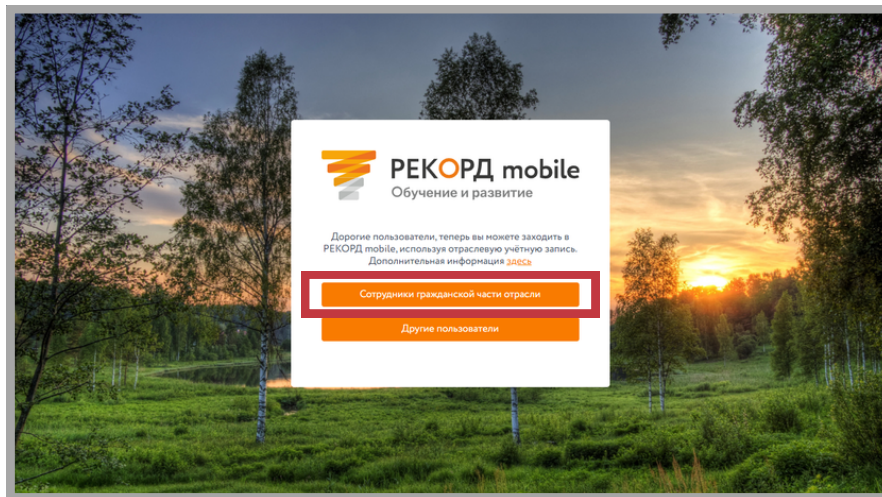 РЕКОРД mobile
Обучение и развитие
Дорогие пользователи, теперь вы можете заходить в
РЕКОРД mobile, используя отраслевую учётную запись.
Дополнительная информация здесь
Сотрудники гражданской части отрасли
Другие пользователи